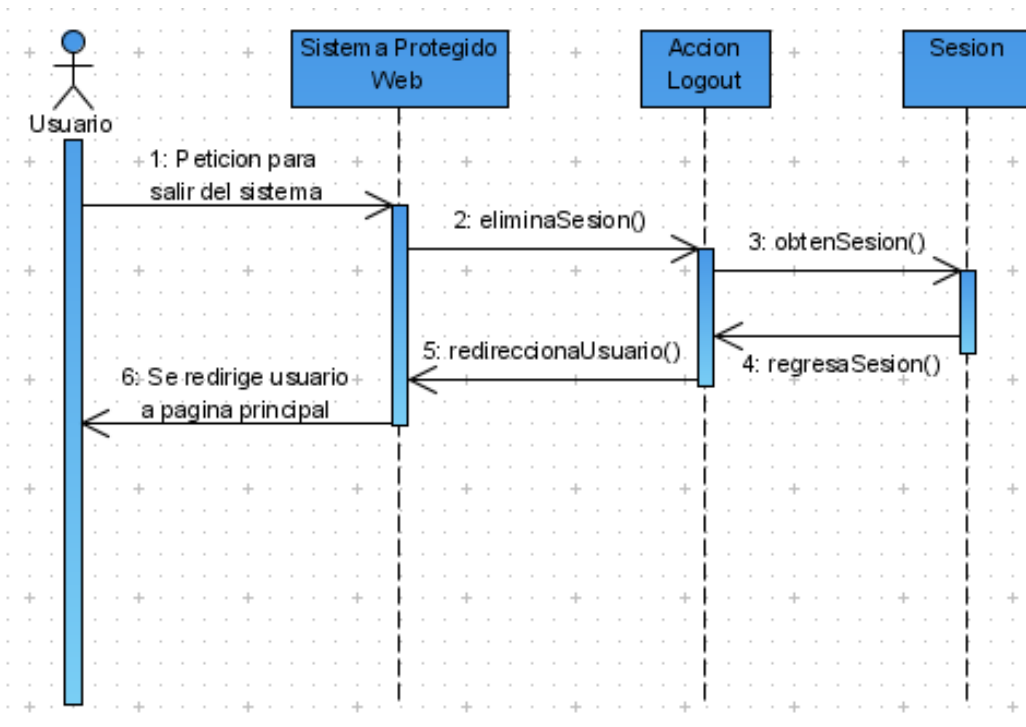 Sistema Protegido
Web
Accion
Logout
Sesion
Usuario
1: Peticion para
salir del sistema
2: eliminaSesion()
3: obtenSesion()
4: regresaSesion()
5: redireccionaUsuario()
6: Se redirige usuario
a pagina principal